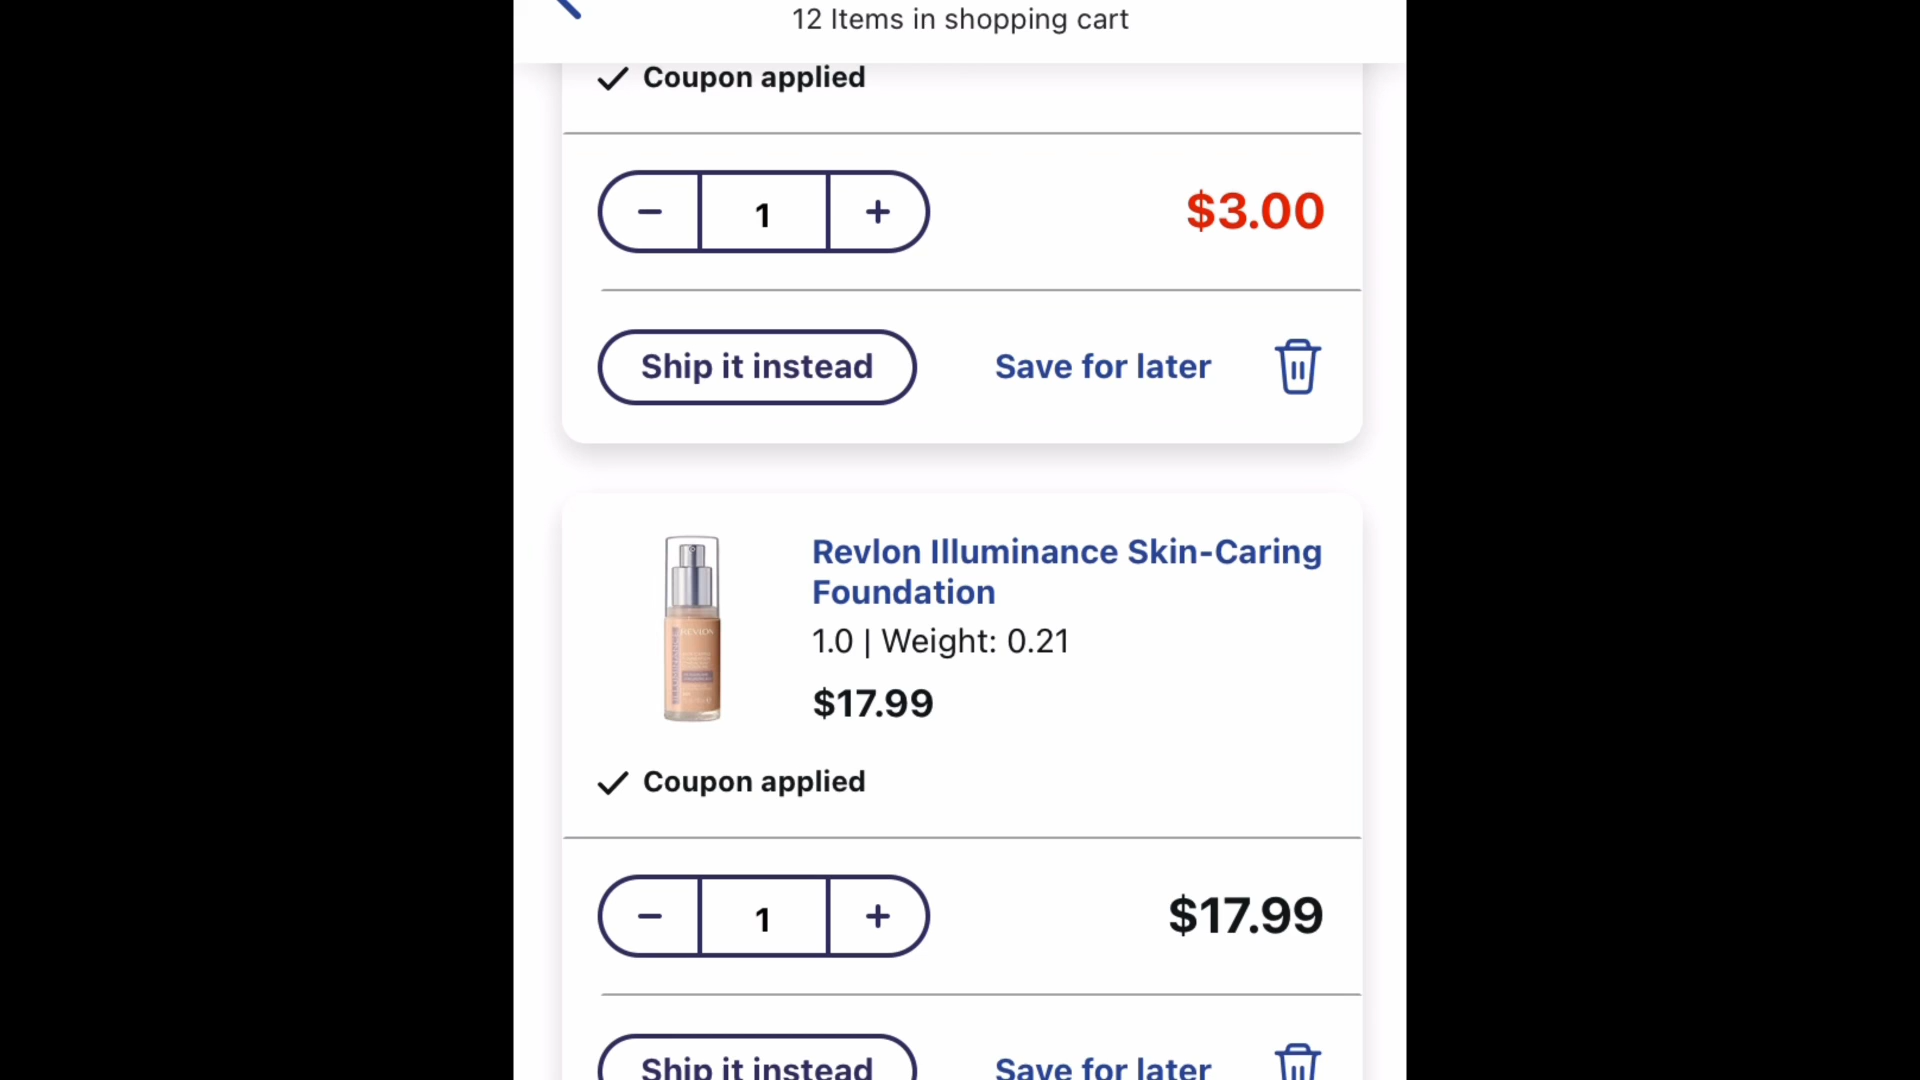 12 Items in shopping cart
Coupon applied
− 1 +
$3.00
Ship it instead
Save for later
Revlon Illuminance Skin-Caring
Foundation
1.0 | Weight: 0.21
$17.99
REVLON
Coupon applied
− 1 +
$17.99
Ship it instead
Save for later